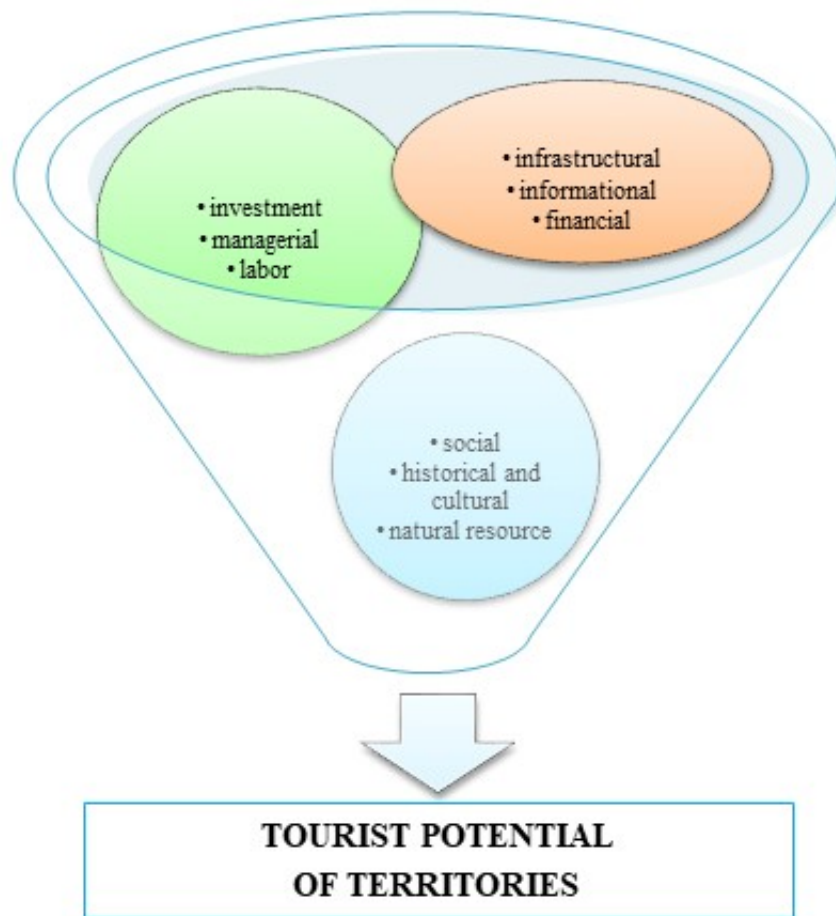 • investment
• managerial
• labor
• infrastructural
• informational
• financial
• social
• historical and
cultural
• natural resource
TOURIST POTENTIAL
OF TERRITORIES